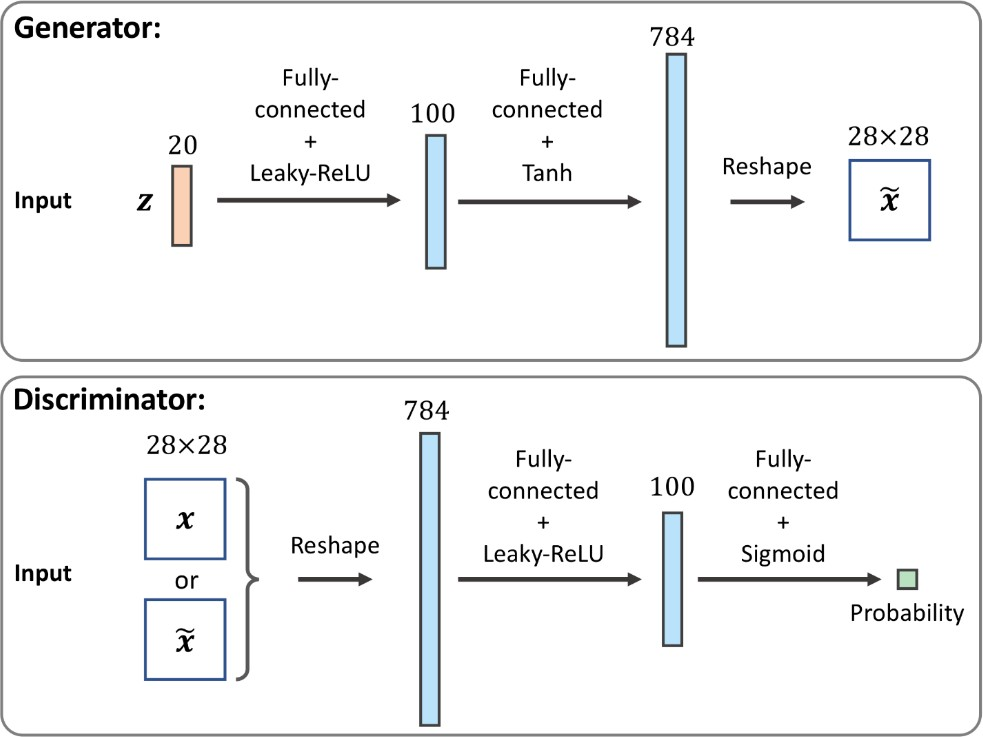 Generator:
784
Fully-
connected
+
Leaky-ReLU
Fully-
connected
+
Tanh
100
20
28×28
Reshape
Input
z
x̃
Discriminator:
784
28×28
Fully-
connected
+
Leaky-ReLU
Fully-
connected
+
Sigmoid
100
x
Reshape
Input
or
x̃
Probability